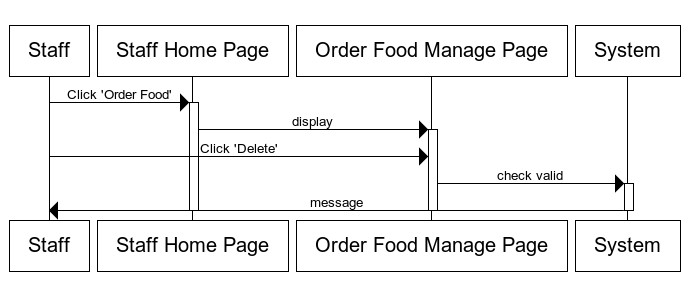 Staff
Staff Home Page
Order Food Manage Page
System
Click 'Order Food'
display
Click 'Delete'
check valid
message
Staff
Staff Home Page
Order Food Manage Page
System